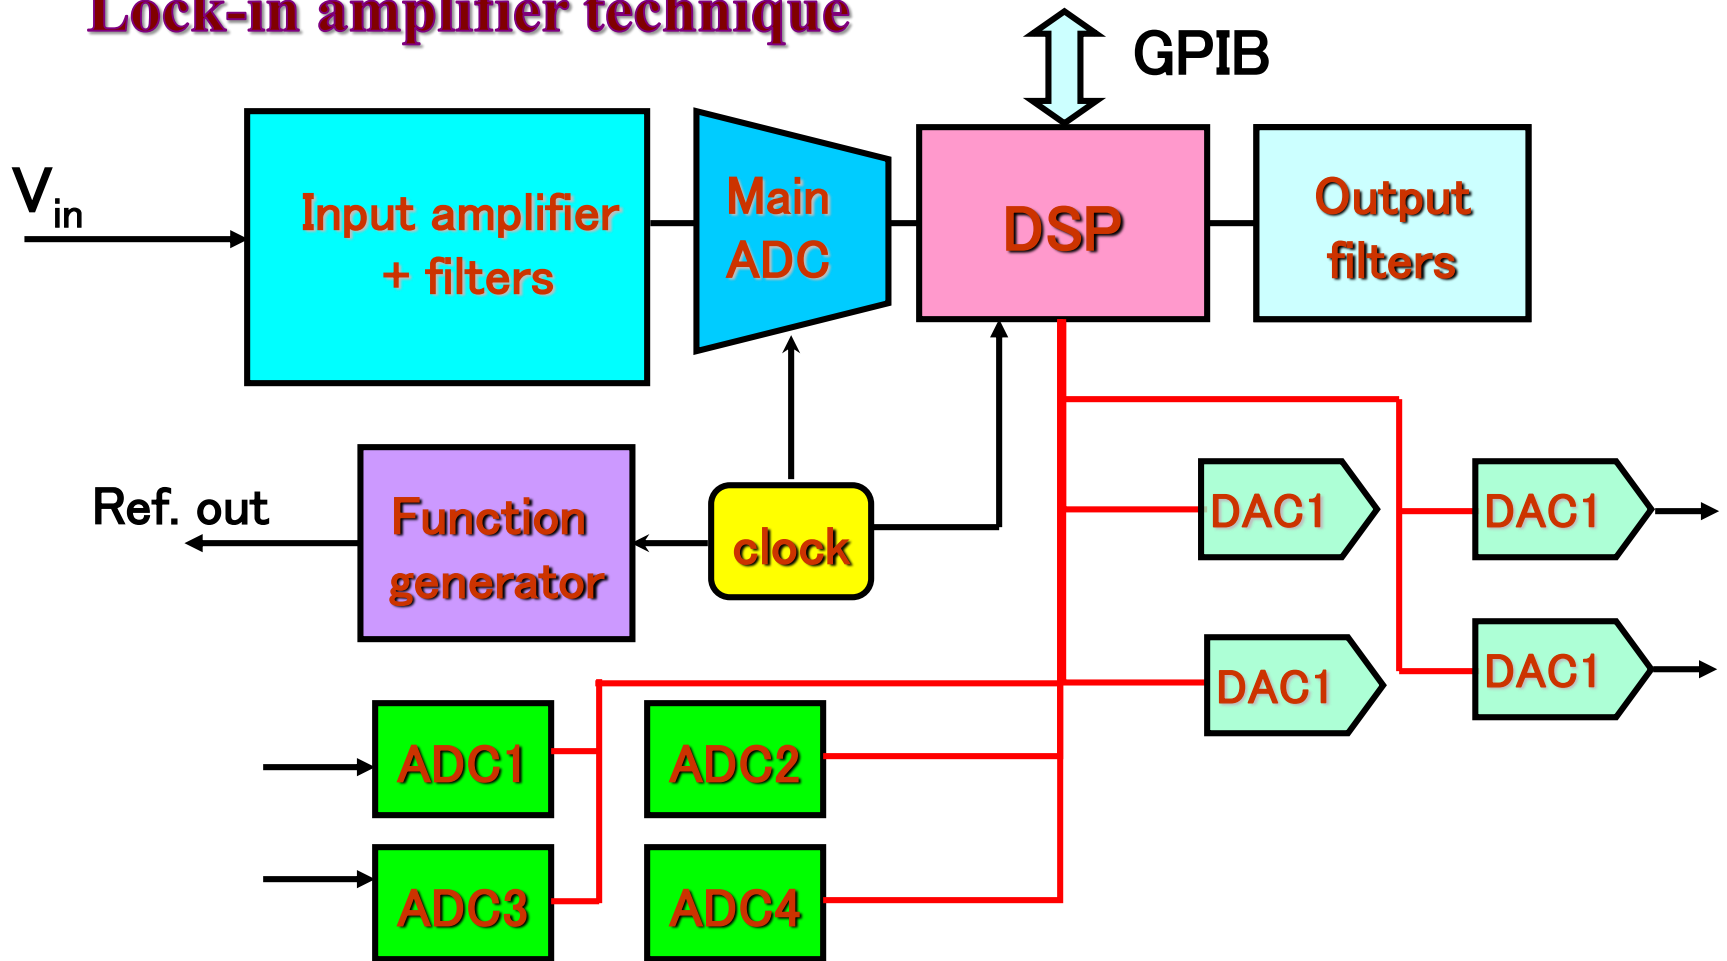 Lock-in amplifier technique
GPIB
Vin
Input amplifier
+ filters
Main
ADC
DSP
Output
filters
Ref. out
Function
generator
clock
DAC1
DAC1
DAC1
DAC1
ADC1
ADC2
ADC3
ADC4